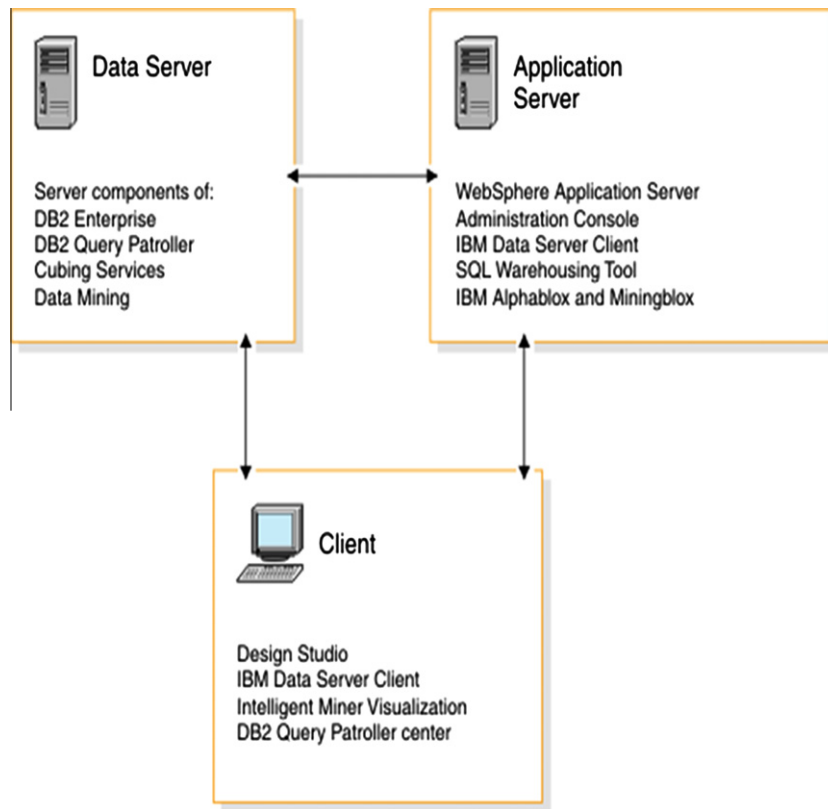 Data Server
Server components of:
DB2 Enterprise
DB2 Query Patroller
Cubing Services
Data Mining
Application
Server
WebSphere Application Server
Administration Console
IBM Data Server Client
SQL Warehousing Tool
IBM Alphablox and Miningblox
Client
Design Studio
IBM Data Server Client
Intelligent Miner Visualization
DB2 Query Patroller center